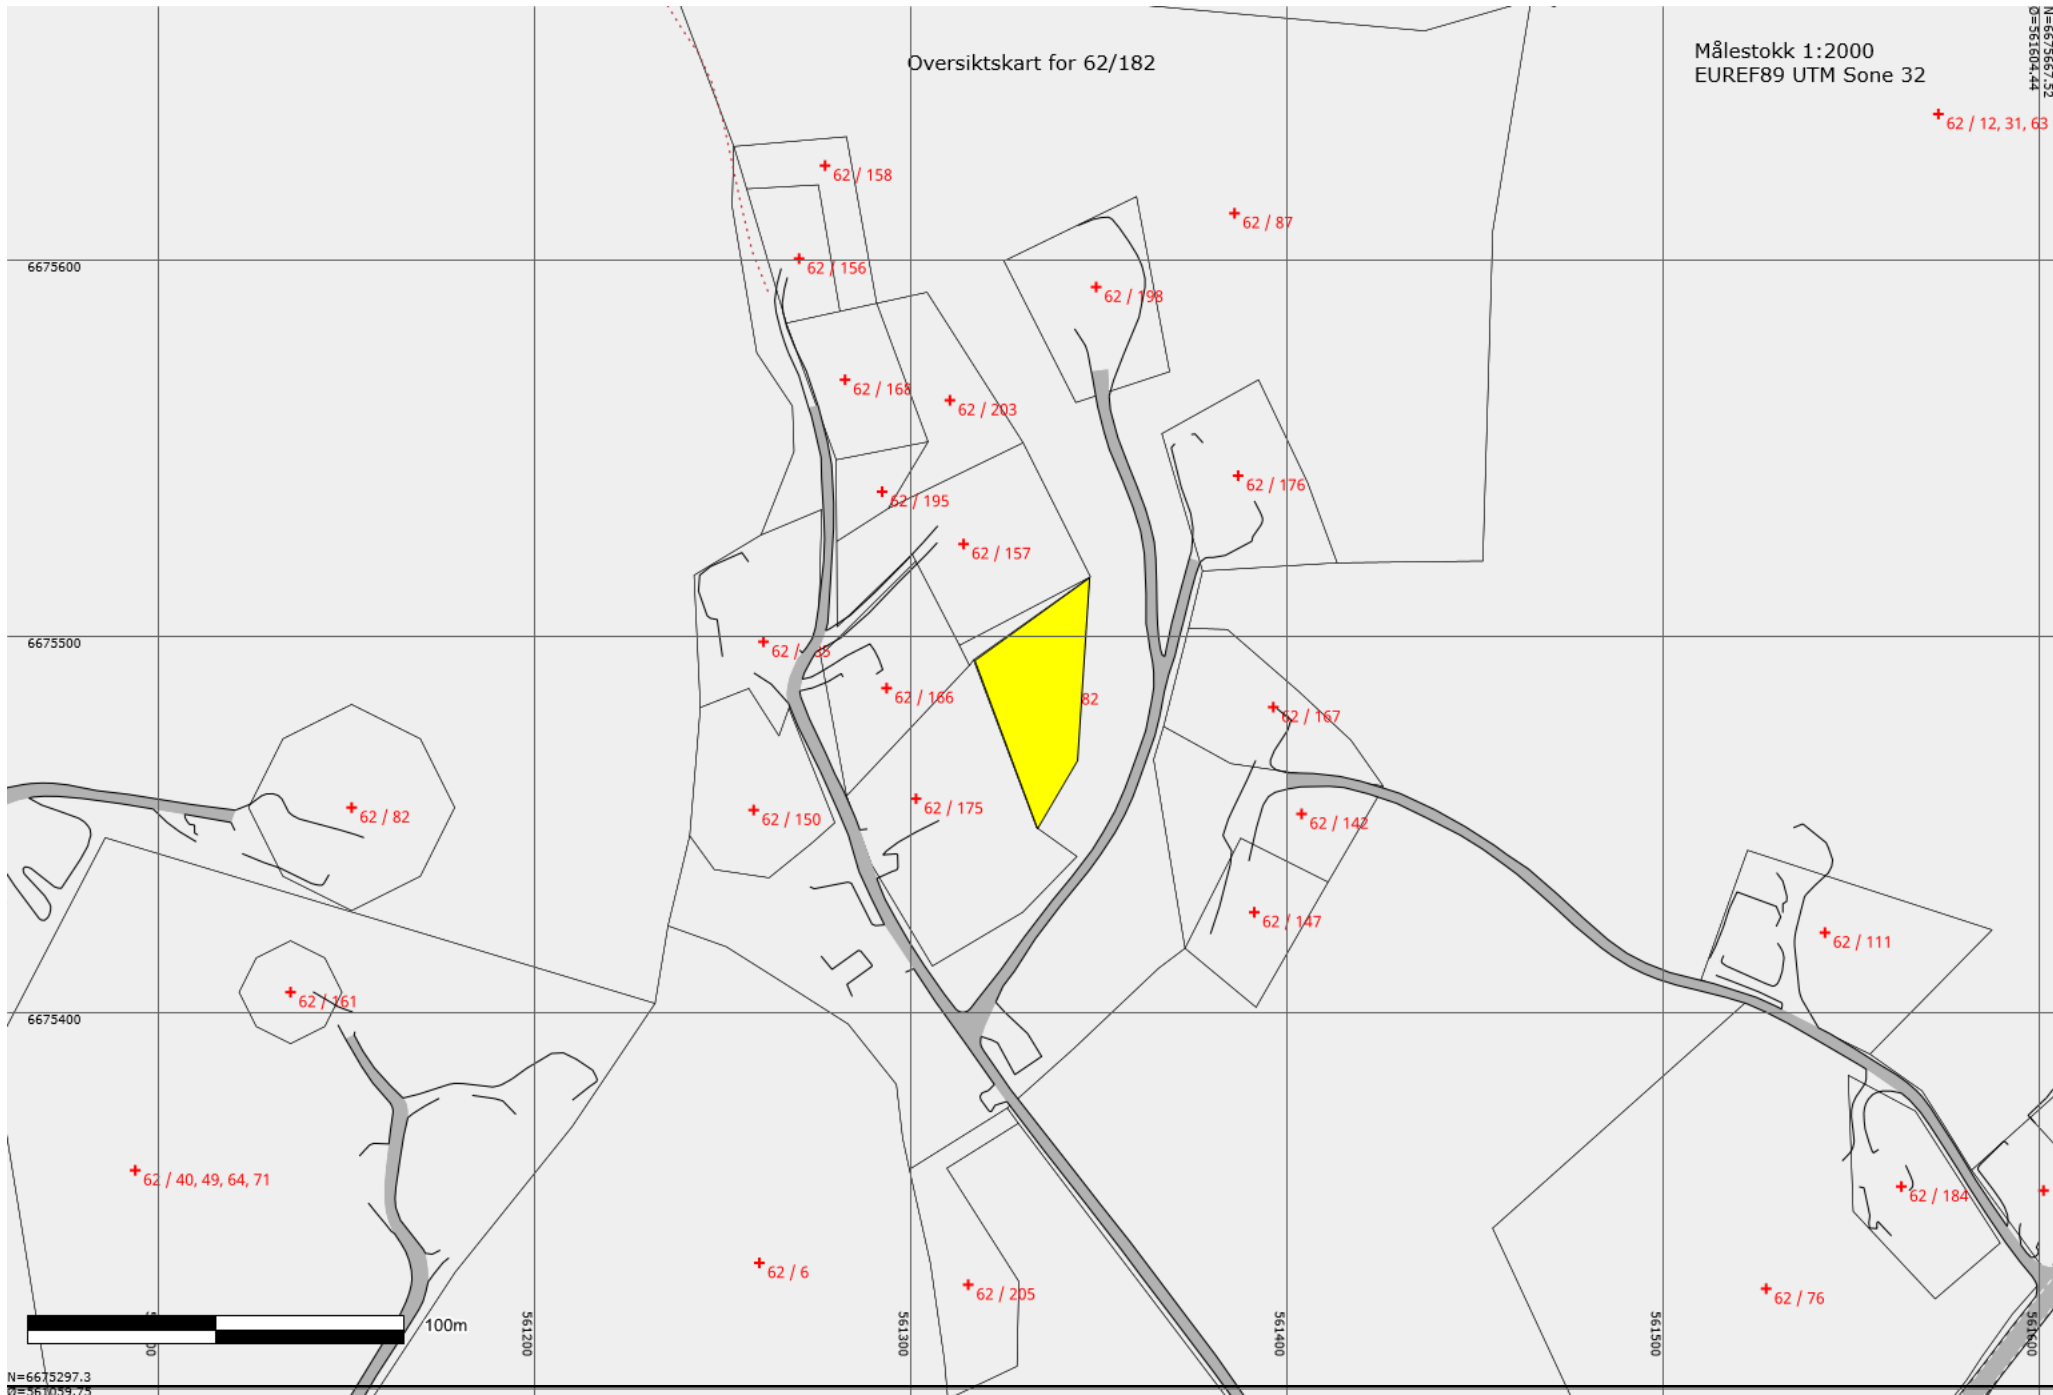 Oversiktskart for 62/182
Målestokk 1:2000
EUREF89 UTM Sone 32
N=6675667.52
Ø=561604.44
62 / 12, 31, 63
62 / 158
62 / 87
62 / 156
6675600
62 / 198
62 / 168
62 / 203
62 / 176
62 / 195
62 / 157
6675500
62 /
62 / 166
82
62 / 167
62 / 82
62 / 150
62 / 175
62 / 142
62 / 147
62 / 111
62 / 161
6675400
62 / 40, 49, 64, 71
62 / 184
62 / 6
62 / 205
62 / 76
100m
561200
561300
561400
561500
561600
N=6675297.3
Ø=561059.75